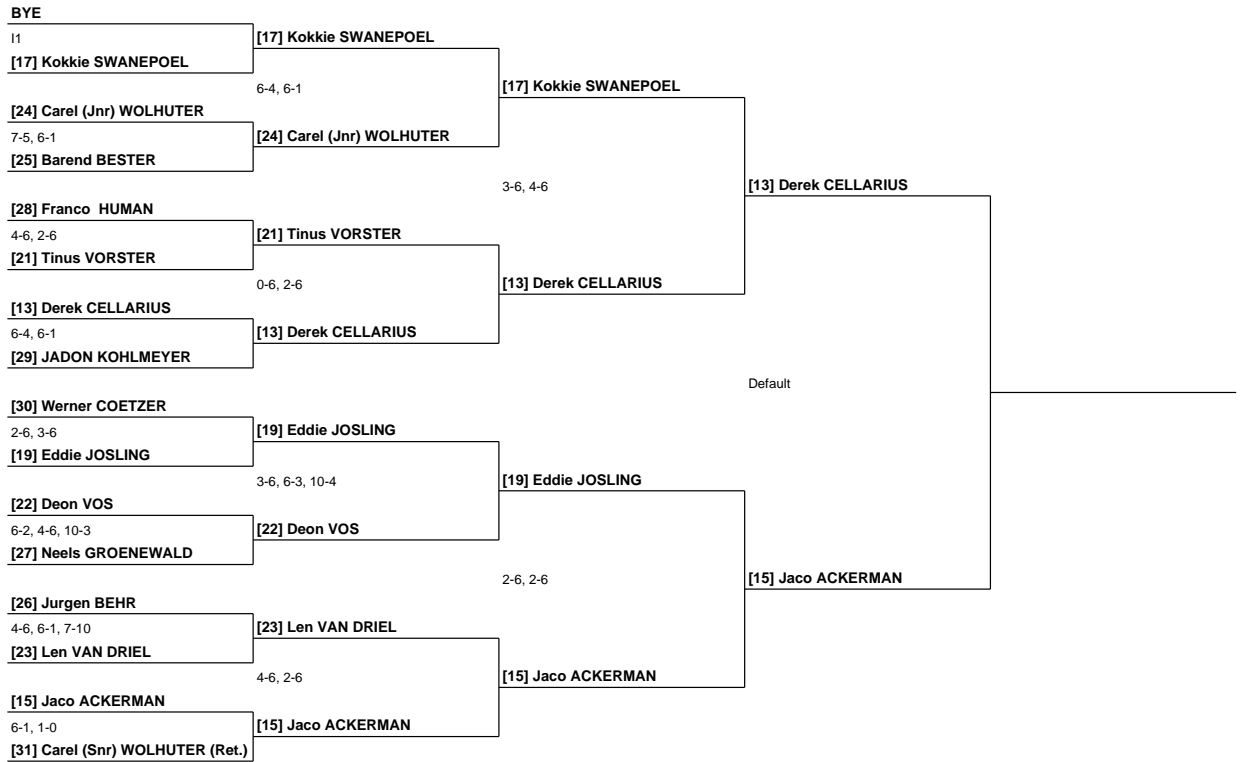 BYE
I1
[17] Kokkie SWANEPOEL
[17] Kokkie SWANEPOEL
6-4, 6-1
[17] Kokkie SWANEPOEL
[24] Carel (Jnr) WOLHUTER
7-5, 6-1
[24] Carel (Jnr) WOLHUTER
[25] Barend BESTER
3-6, 4-6
[13] Derek CELLARIUS
[28] Franco  HUMAN
4-6, 2-6
[21] Tinus VORSTER
[21] Tinus VORSTER
0-6, 2-6
[13] Derek CELLARIUS
[13] Derek CELLARIUS
6-4, 6-1
[13] Derek CELLARIUS
[29] JADON KOHLMEYER
Default
[30] Werner COETZER
2-6, 3-6
[19] Eddie JOSLING
[19] Eddie JOSLING
3-6, 6-3, 10-4
[19] Eddie JOSLING
[22] Deon VOS
6-2, 4-6, 10-3
[22] Deon VOS
[27] Neels GROENEWALD
2-6, 2-6
[15] Jaco ACKERMAN
[26] Jurgen BEHR
4-6, 6-1, 7-10
[23] Len VAN DRIEL
[23] Len VAN DRIEL
4-6, 2-6
[15] Jaco ACKERMAN
[15] Jaco ACKERMAN
6-1, 1-0
[15] Jaco ACKERMAN
[31] Carel (Snr) WOLHUTER (Ret.)